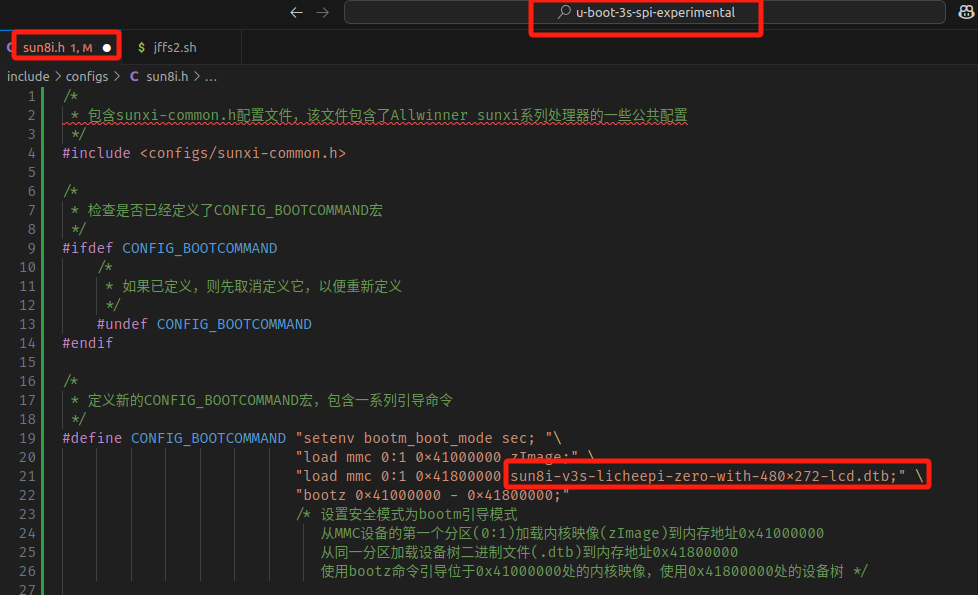 ← → u-boot-3s-spi-experimental
C sun8i.h 1, M ● $ jffs2.sh
include > configs > C sun8i.h > ...
1 /*
2 * 包含sunxi-common.h配置文件，该文件包含了Allwinner sunxi系列处理器的一些公共配置
3 */
4 #include <configs/sunxi-common.h>
5
6 /*
7 * 检查是否已经定义了CONFIG_BOOTCOMMAND宏
8 */
9 #ifdef CONFIG_BOOTCOMMAND
10 /*
11 * 如果已定义，则先取消定义它，以便重新定义
12 */
13 #undef CONFIG_BOOTCOMMAND
14 #endif
15
16 /*
17 * 定义新的CONFIG_BOOTCOMMAND宏，包含一系列引导命令
18 */
19 #define CONFIG_BOOTCOMMAND "setenv bootm_boot_mode sec; "\
20 "load mmc 0:1 0x41000000 zImage;" \
21 "load mmc 0:1 0x41800000 sun8i-v3s-licheepi-zero-with-480x272-lcd.dtb;" \
22 "bootz 0x41000000 - 0x41800000;"
23 /* 设置安全模式为bootm引导模式
24 从MMC设备的第一个分区(0:1)加载内核映像(zImage)到内存地址0x41000000
25 从同一分区加载设备树二进制文件(.dtb)到内存地址0x41800000
26 使用bootz命令引导位于0x41000000处的内核映像，使用0x41800000处的设备树 */
27